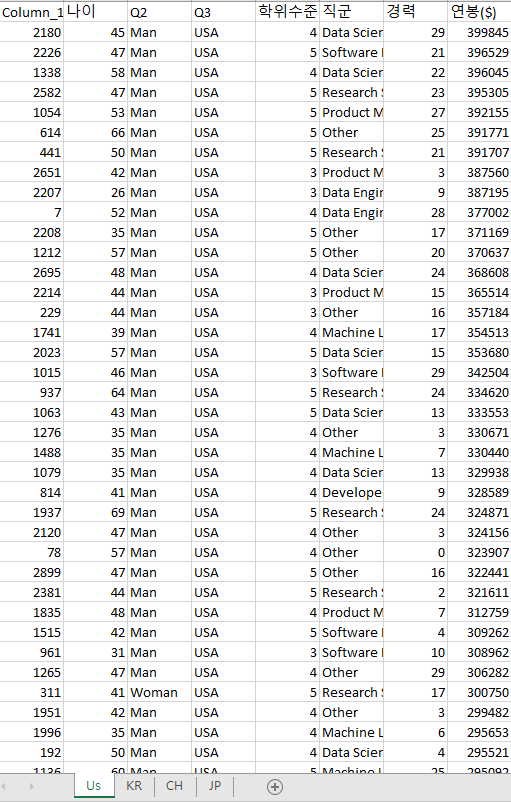 Column_1 나이 Q2 Q3 학위수준 직군 경력 연봉($)
2180 45 Man USA 4 Data Scier 29 399845
2226 47 Man USA 5 Software 21 396529
1338 58 Man USA 4 Data Scier 22 396045
2582 47 Man USA 5 Research 23 395305
1054 53 Man USA 5 Product M 27 392155
614 66 Man USA 5 Other 25 391771
441 50 Man USA 5 Research 21 391707
2651 42 Man USA 3 Product M 3 387560
2207 26 Man USA 3 Data Engir 9 387195
7 52 Man USA 4 Data Engir 28 377002
2208 35 Man USA 5 Other 17 371169
1212 57 Man USA 5 Other 20 370637
2695 48 Man USA 4 Data Scier 24 368608
2214 44 Man USA 3 Product M 15 365514
229 44 Man USA 3 Other 16 357184
1741 39 Man USA 4 Machine L 17 354513
2023 57 Man USA 5 Data Scier 15 353680
1015 46 Man USA 3 Software 29 342504
937 64 Man USA 5 Research 24 334620
1063 43 Man USA 5 Data Scier 13 333553
1276 35 Man USA 4 Other 3 330671
1488 35 Man USA 4 Machine L 7 330440
1079 35 Man USA 4 Data Scier 13 329938
814 41 Man USA 4 Develope 9 328589
1937 69 Man USA 5 Research 24 324871
2120 47 Man USA 4 Other 3 324156
78 57 Man USA 4 Other 0 323907
2899 47 Man USA 5 Other 16 322441
2381 44 Man USA 5 Research 2 321611
1835 48 Man USA 4 Product M 7 312759
1515 42 Man USA 5 Software 4 309262
961 31 Man USA 3 Software 10 308962
1265 47 Man USA 4 Other 29 306282
311 41 Woman USA 5 Research 17 300750
1951 42 Man USA 4 Other 3 299482
1996 35 Man USA 4 Machine L 6 295653
192 50 Man USA 4 Data Scier 4 295521
1136 60 Man USA 5 Machine L 25 295092
Us KR CH JP